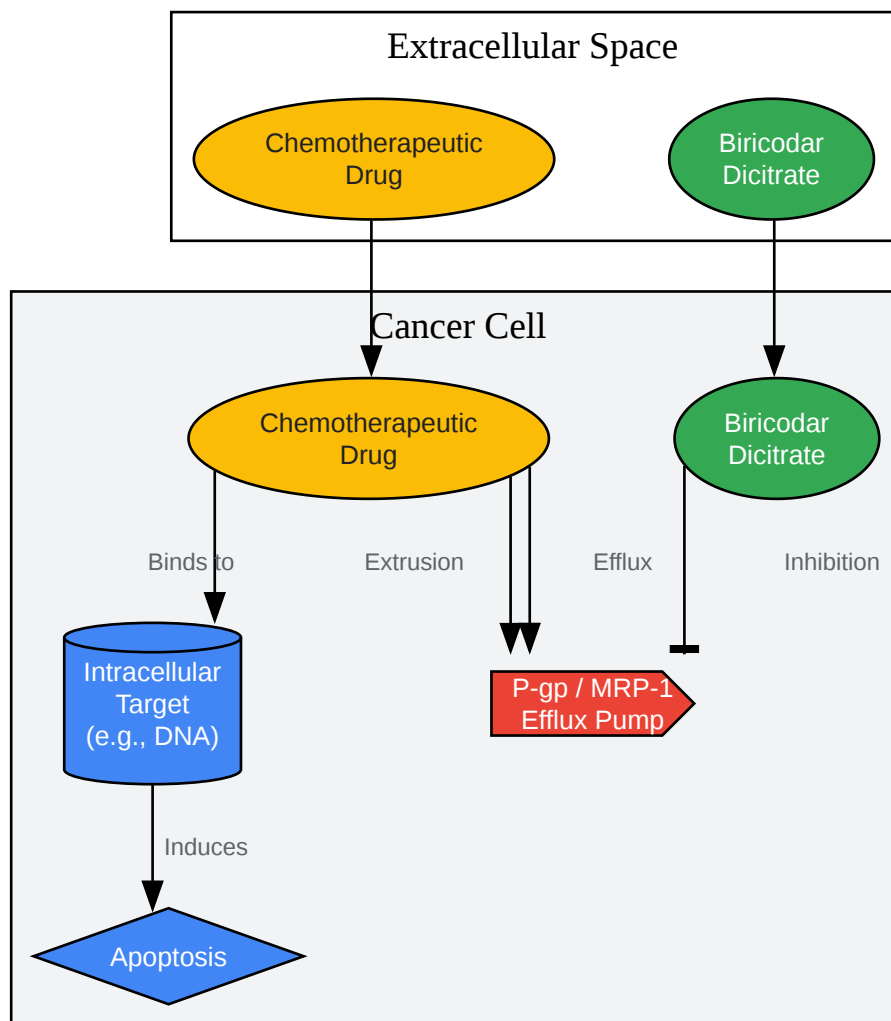 Extracellular Space
Chemotherapeutic
Drug
Biricodar
Dicitrate
Cancer Cell
Chemotherapeutic
Drug
Biricodar
Dicitrate
Binds to
Extrusion
Efflux
Inhibition
Intracellular
Target
(e.g., DNA)
P-gp / MRP-1
Efflux Pump
Induces
Apoptosis